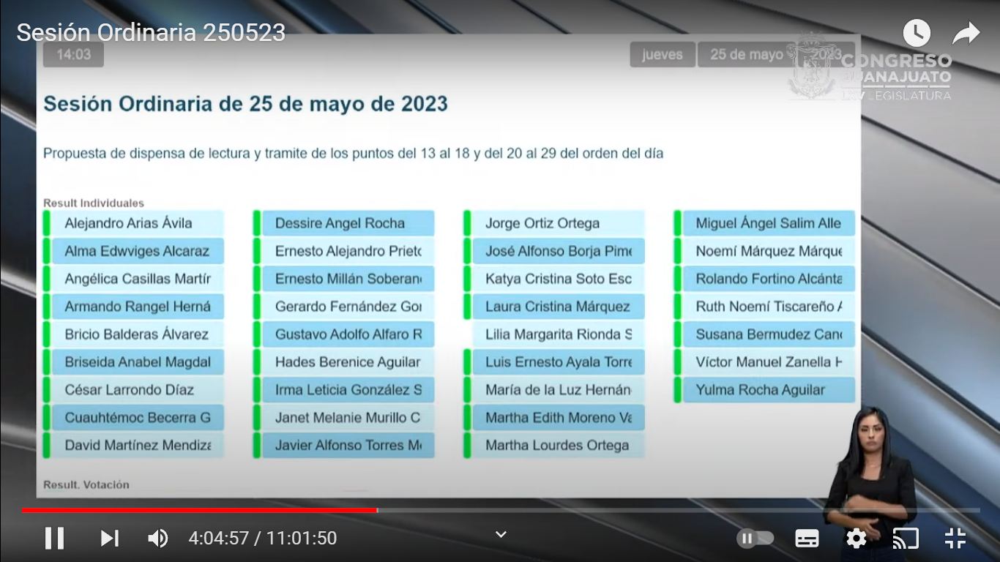 Sesión Ordinaria 250523
14:03
jueves
25 de mayo
2023
CONGRESO
GUANAJUATO
LXV LEGISLATURA
Sesión Ordinaria de 25 de mayo de 2023
Propuesta de dispensa de lectura y tramite de los puntos del 13 al 18 y del 20 al 29 del orden del día
Result Individuales
Alejandro Arias Ávila
Alma Edwviges Alcaraz
Angélica Casillas Martír
Armando Rangel Herná
Bricio Balderas Álvarez
Briseida Anabel Magdal
César Larrondo Díaz
Cuauhtémoc Becerra G
David Martínez Mendiza
Dessire Angel Rocha
Ernesto Alejandro Prieto
Ernesto Millán Soberan
Gerardo Fernández Gor
Gustavo Adolfo Alfaro R
Hades Berenice Aguilar
Irma Leticia González S
Janet Melanie Murillo C
Javier Alfonso Torres Me
Jorge Ortiz Ortega
José Alfonso Borja Pime
Katya Cristina Soto Esc
Laura Cristina Márquez
Lilia Margarita Rionda S
Luis Ernesto Ayala Torre
María de la Luz Hernán
Martha Edith Moreno Va
Martha Lourdes Ortega
Miguel Ángel Salim Alle
Noemí Márquez Márque
Rolando Fortino Alcánta
Ruth Noemí Tiscareño A
Susana Bermudez Canc
Víctor Manuel Zanella H
Yulma Rocha Aguilar
Result. Votación
4:04:57 / 11:01:50